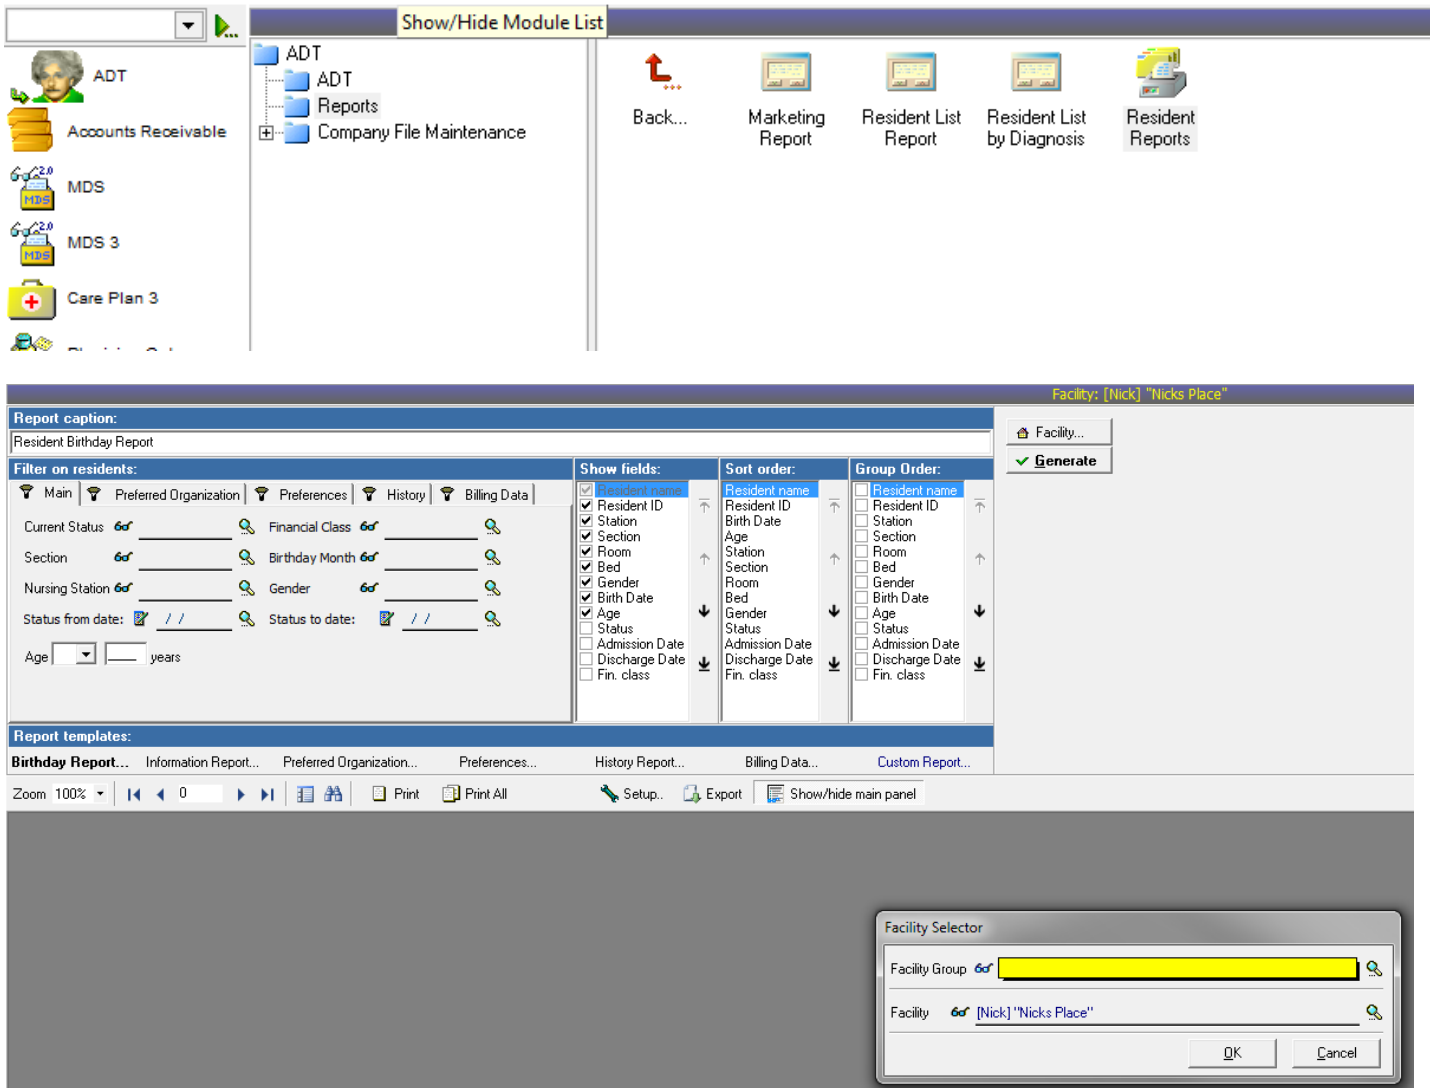 Show/Hide Module List
ADT
Accounts Receivable
2.0
MDS
MDS
2.0
MDS
MDS 3
Care Plan 3
ADT
ADT
Reports
Company File Maintenance
Back...
Marketing Report
Resident List Report
Resident List by Diagnosis
Resident Reports
Facility: [Nick] "Nicks Place"
Report caption:
Resident Birthday Report
Facility...
Generate
Filter on residents:
Main
Preferred Organization
Preferences
History
Billing Data
Current Status
Financial Class
Section
Birthday Month
Nursing Station
Gender
Status from date: / /
Status to date: / /
Age
years
Show fields:
Resident name
Resident ID
Station
Section
Room
Bed
Gender
Birth Date
Age
Status
Admission Date
Discharge Date
Fin. class
Sort order:
Resident name
Resident ID
Birth Date
Age
Station
Section
Room
Bed
Gender
Status
Admission Date
Discharge Date
Fin. class
Group Order:
Resident name
Resident ID
Station
Section
Room
Bed
Gender
Birth Date
Age
Status
Admission Date
Discharge Date
Fin. class
Report templates:
Birthday Report... Information Report... Preferred Organization... Preferences... History Report... Billing Data... Custom Report...
Zoom 100% 0 Print Print All Setup.. Export Show/hide main panel
Facility Selector
Facility Group
Facility [Nick] "Nicks Place"
OK Cancel